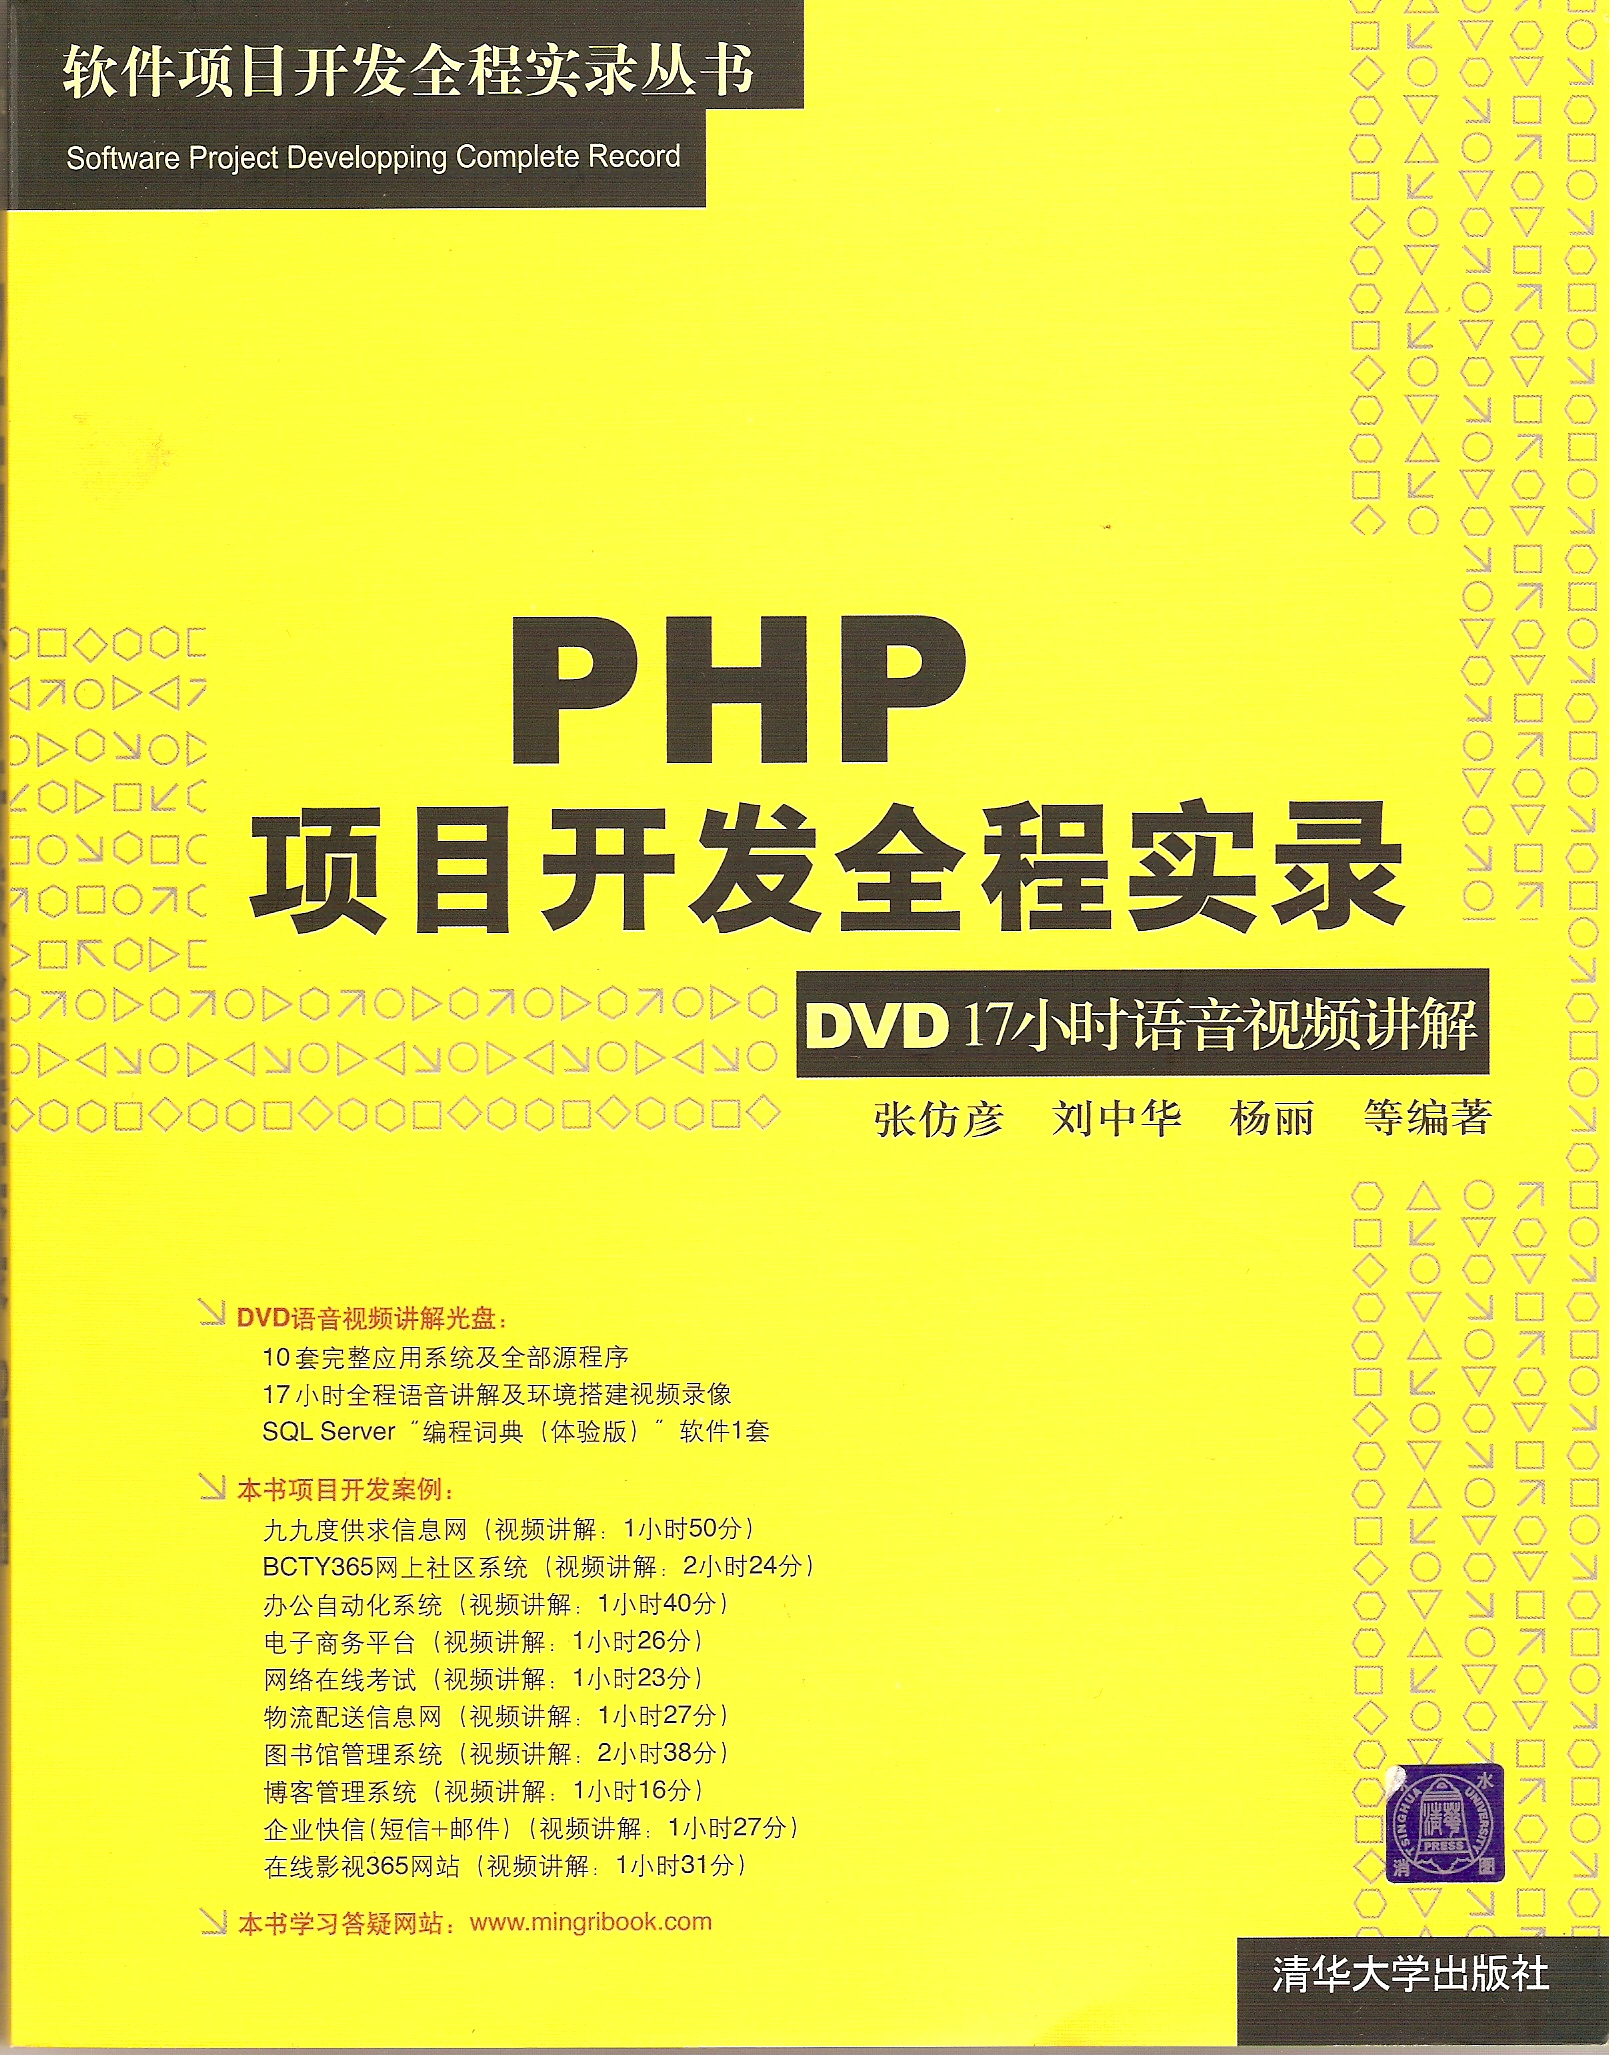 软件项目开发全程实录丛书
Software Project Developping Complete Record
PHP
项目开发全程实录
DVD 17小时语音视频讲解
张仿彦 刘中华 杨丽 等编著
DVD语音视频讲解光盘：
10套完整应用系统及全部源程序
17小时全程语音讲解及环境搭建视频录像
SQL Server“编程词典（体验版）”软件1套
本书项目开发案例：
九九度供求信息网（视频讲解：1小时50分）
BCTY365网上社区系统（视频讲解：2小时24分）
办公自动化系统（视频讲解：1小时40分）
电子商务平台（视频讲解：1小时26分）
网络在线考试（视频讲解：1小时23分）
物流配送信息网（视频讲解：1小时27分）
图书馆管理系统（视频讲解：2小时38分）
博客管理系统（视频讲解：1小时16分）
企业快信(短信+邮件)（视频讲解：1小时27分）
在线影视365网站（视频讲解：1小时31分）
本书学习答疑网站：www.mingribook.com
水
TSINGHUA UNIVERSITY
PRESS
消 图
清华大学出版社